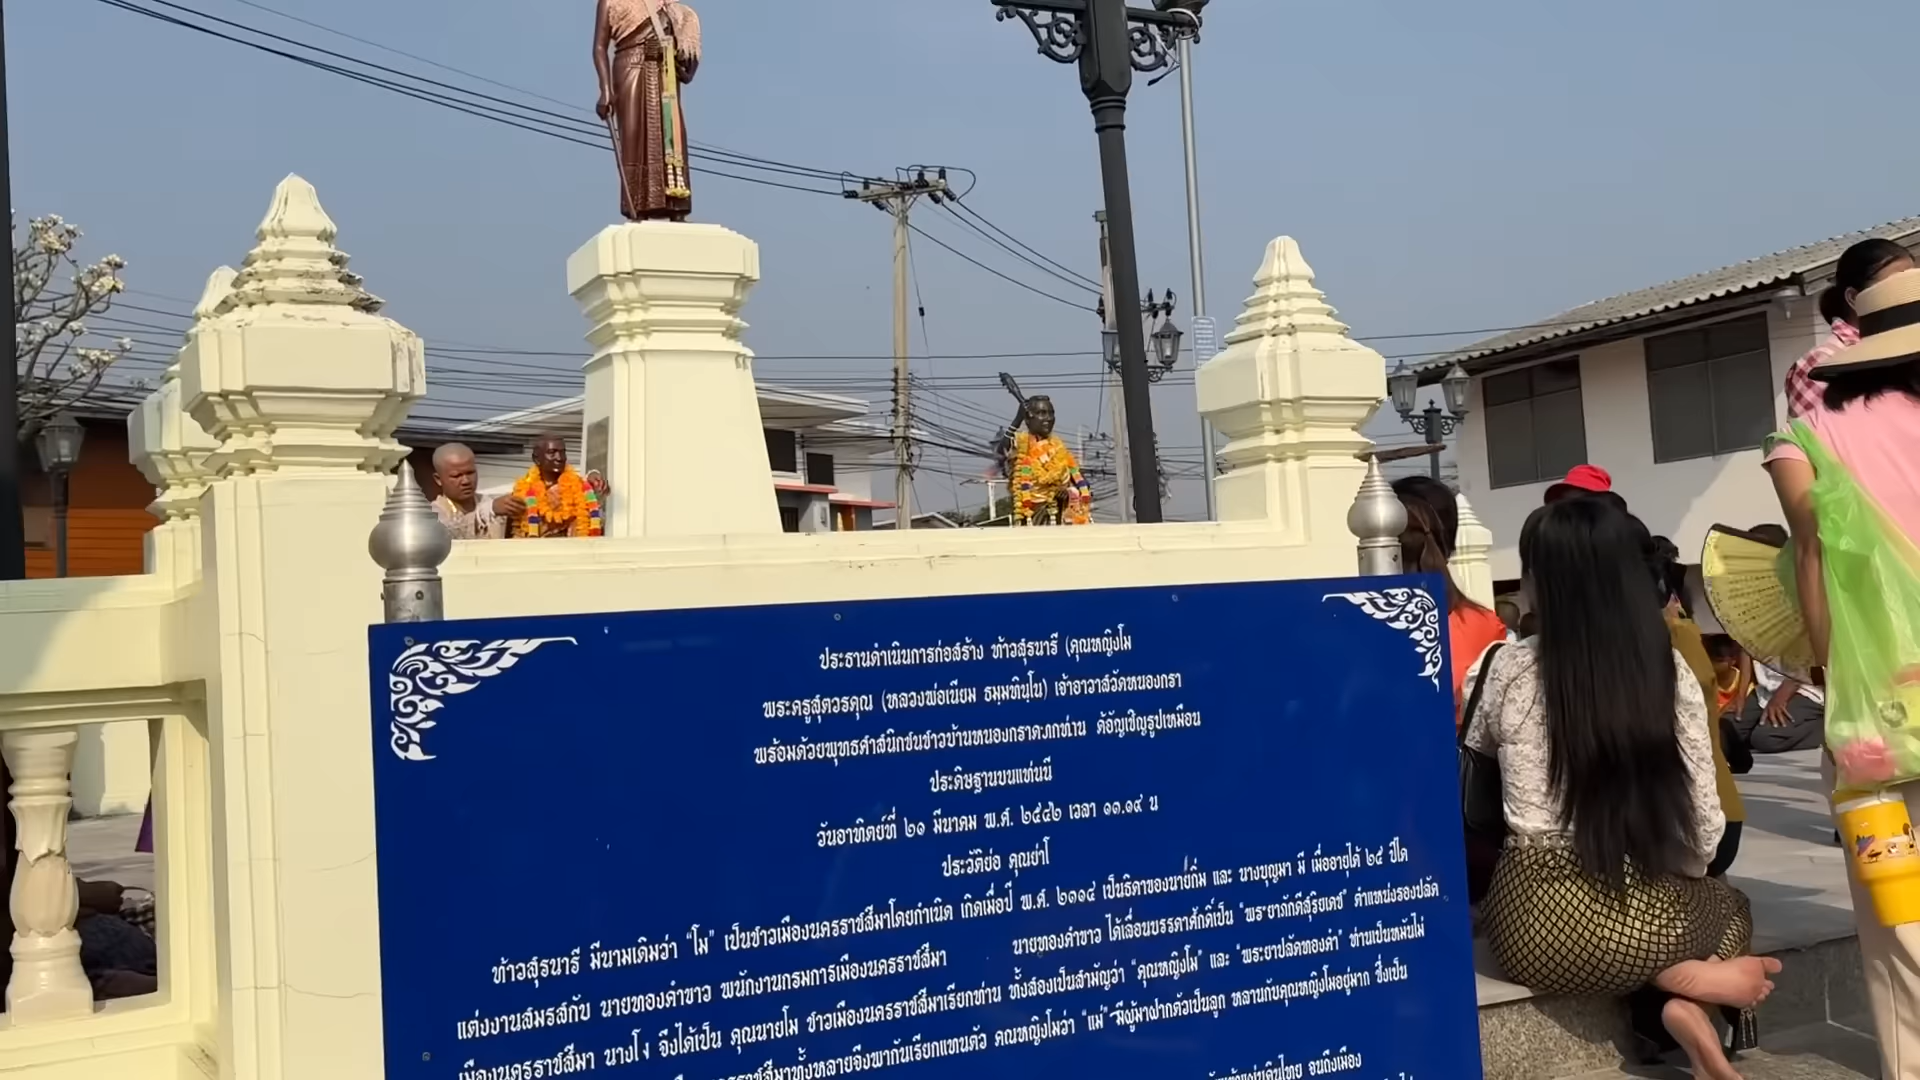 ประธานดำเนินการก่อสร้าง ท้าวสุรนารี (คุณหญิงโม
พระครูสุตวรคุณ (หลวงพ่อเนียม ธมฺมทินฺโน) เจ้าอาวาสวัดหนองกรา
พร้อมด้วยพุทธศาสนิกชนชาวบ้านหนองกราด ท่าน อัญเชิญรูปเหมือน
ประดิษฐานบนแท่นนี้
วันอาทิตย์ที่ ๒๑ มีนาคม พ.ศ. ๒๕๔๒ เวลา ๑๓.๑๙ น
ประวัติย่อ คุณย่าโ
ท้าวสุรนารี มีนามเดิมว่า "โม" เป็นชาวเมืองนครราชสีมาโดยกำเนิด เกิดเมื่อปี พ.ศ. ๒๓๑๔ เป็นธิดาของนายกิ่ม และ นางบุญมา มี เมื่ออายุได้ ๒๕ ปีได
แต่งงานสมรสกับ นายทองคำขาว พนักงานกรมการเมืองนครราชสีมา นายทองคำขาว ได้เลื่อนบรรดาศักดิ์เป็น "พระยาภักดีสุริยเดช" ตำแหน่งรองปลัด
เมืองนครราชสีมา นางโ จึงได้เป็น คุณนายโม ชาวเมืองนครราชสีมาเรียกท่าน ทั้งสองเป็นสามัญว่า "คุณหญิงโม" และ "พระยาปลัดทองคำ" ท่านเป็นหมันไม่
ราชสีมาทั้งหลายจึงพากันเรียกแทนตัว คุณหญิงโมว่า "แม่" มีผู้มาฝากตัวเป็นลูก หลานกับคุณหญิงโมอยู่มาก ซึ่งเป็น
แผ่นดินไทย จนถึงเมือง